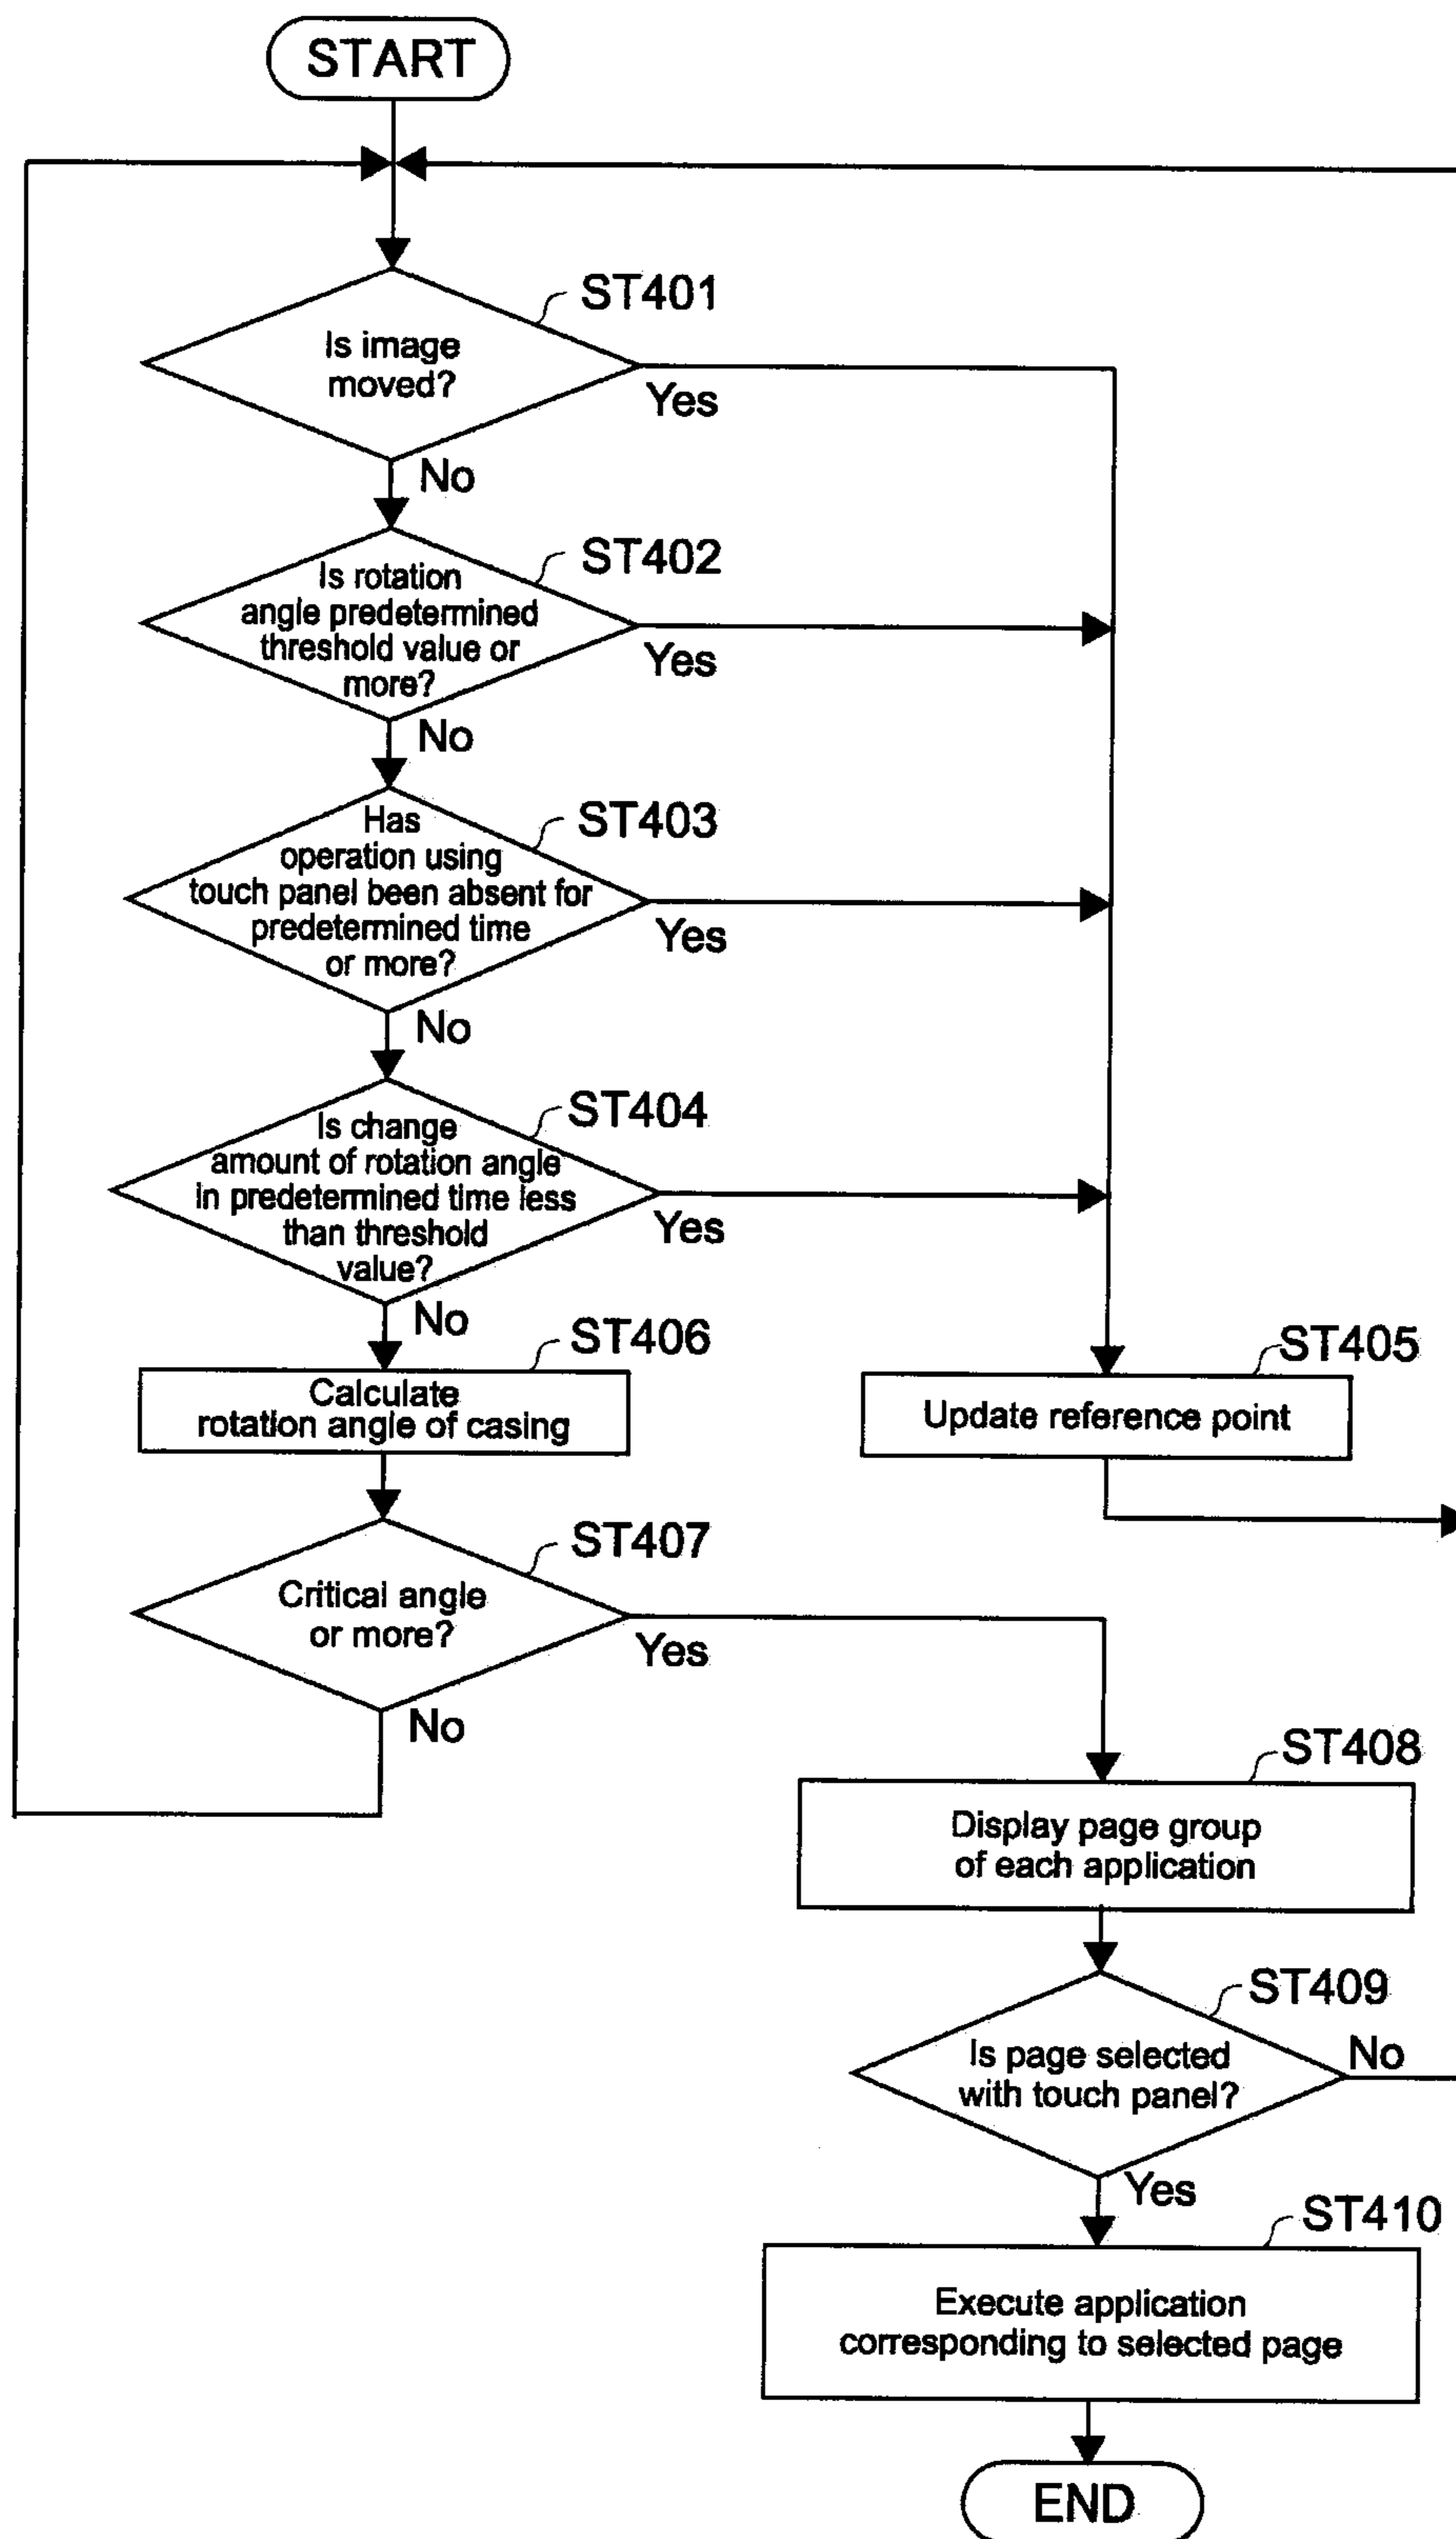 START
ST401
Is image
moved?
Yes
No
ST402
Is rotation
angle predetermined
threshold value or
more?
Yes
No
ST403
Has
operation using
touch panel been absent for
predetermined time
or more?
Yes
No
ST404
Is change
amount of rotation angle
in predetermined time less
than threshold
value?
Yes
No
ST406
Calculate
rotation angle of casing
ST405
Update reference point
ST407
Critical angle
or more?
Yes
No
ST408
Display page group
of each application
ST409
Is page selected
with touch panel?
No
Yes
ST410
Execute application
corresponding to selected page
END